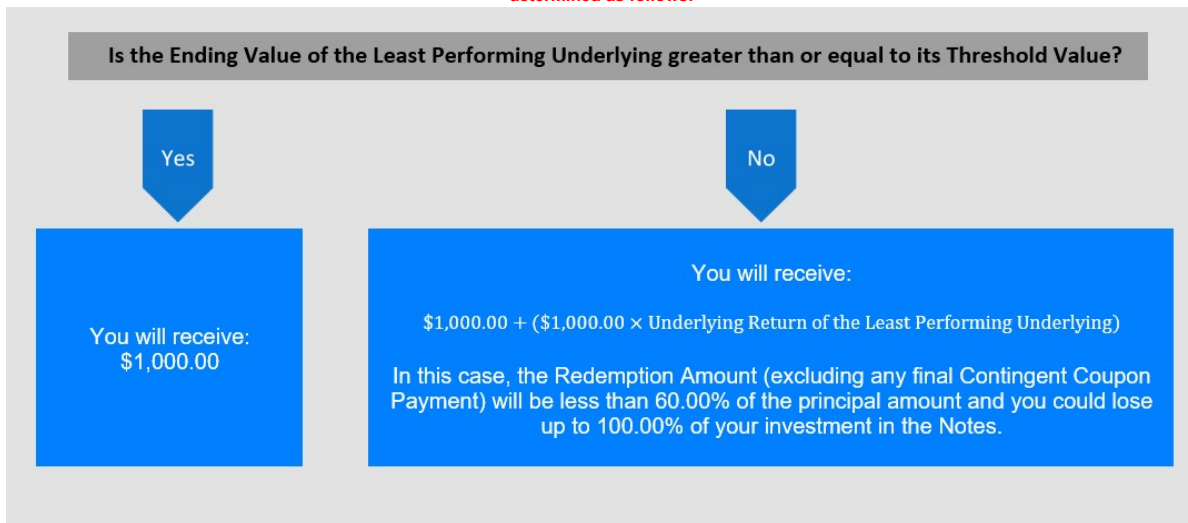 determined as follows:
Is the Ending Value of the Least Performing Underlying greater than or equal to its Threshold Value?
Yes
No
You will receive:
$1,000.00
You will receive:
$1,000.00 + ($1,000.00 × Underlying Return of the Least Performing Underlying)
In this case, the Redemption Amount (excluding any final Contingent Coupon
Payment) will be less than 60.00% of the principal amount and you could lose
up to 100.00% of your investment in the Notes.